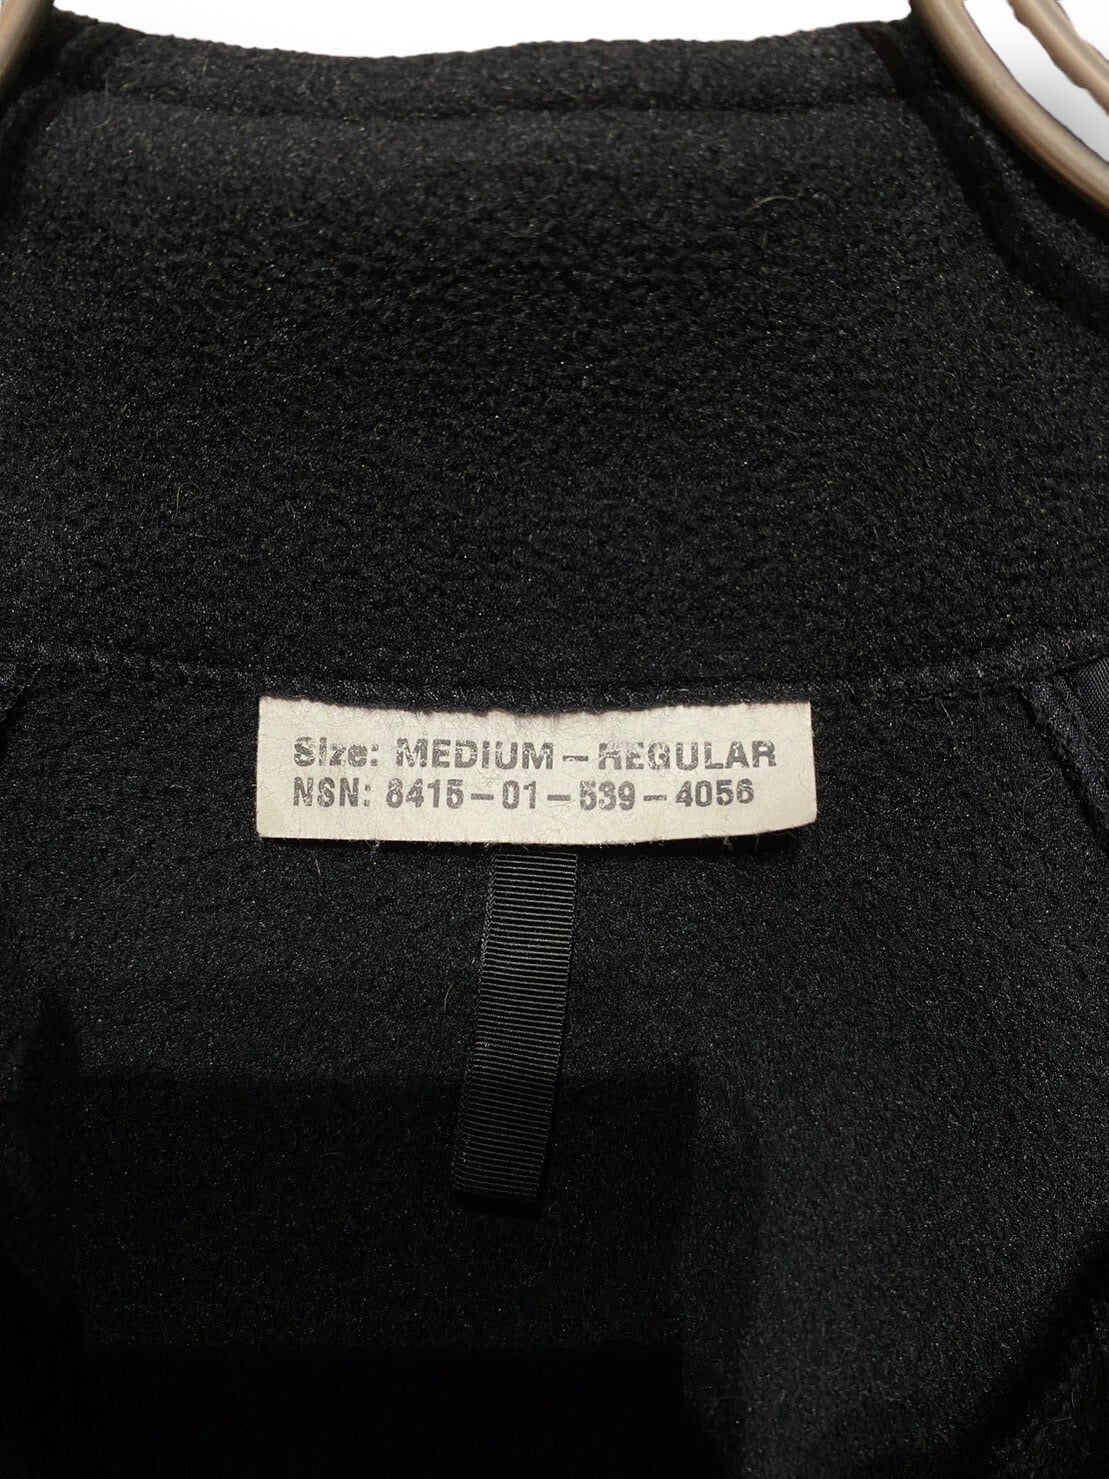 Size: MEDIUM – REGULAR
NSN: 8415–01–539–4056